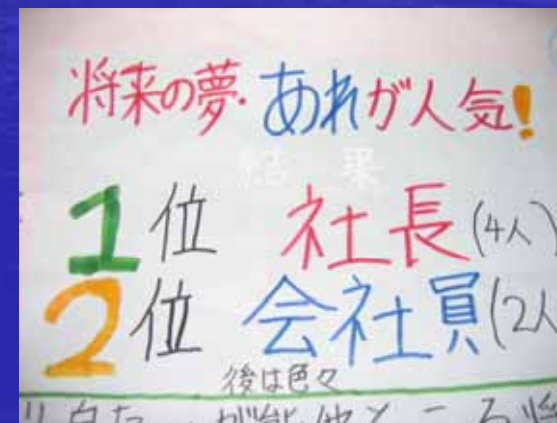 将来の夢・あれが人気!
結果
1位 社長(4人)
2位 会社員(2人
後は色々